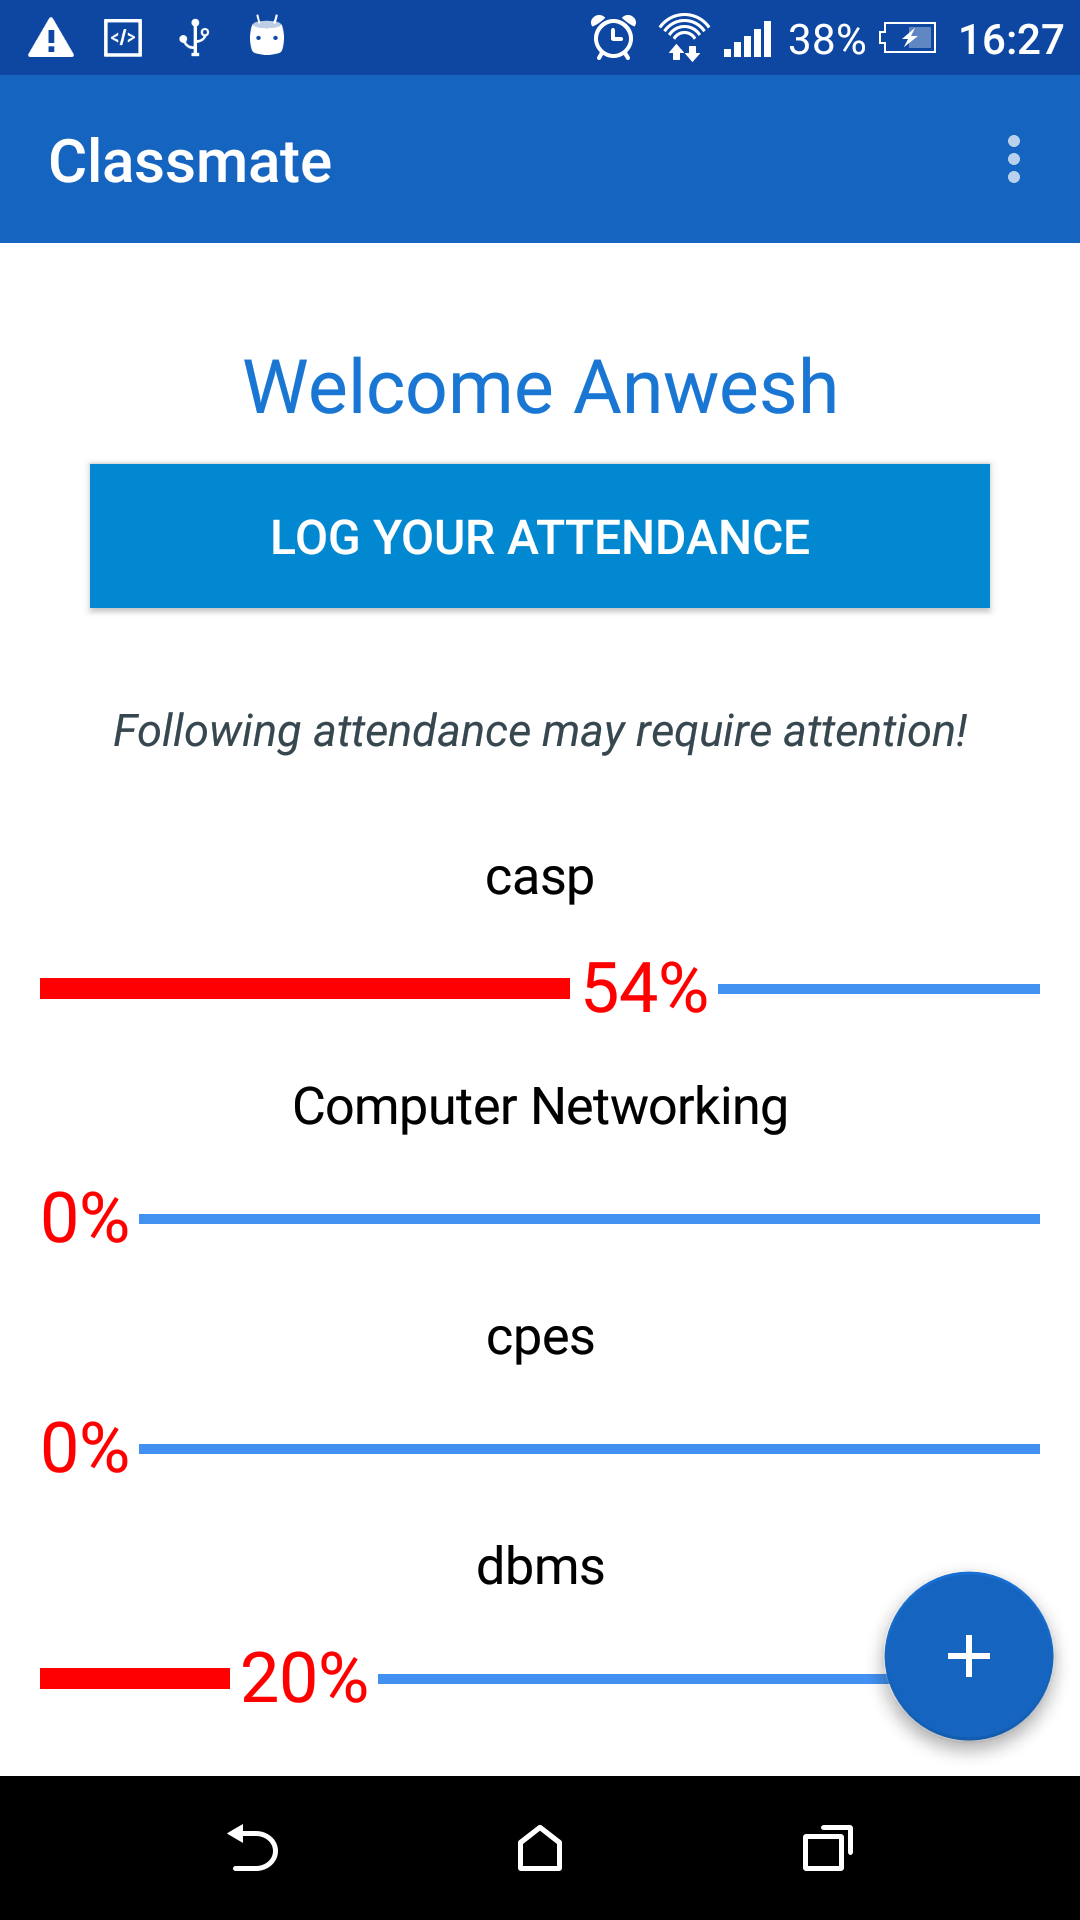 38% 16:27
Classmate
Welcome Anwesh
LOG YOUR ATTENDANCE
Following attendance may require attention!
casp
54%
Computer Networking
0%
cpes
0%
dbms
20%